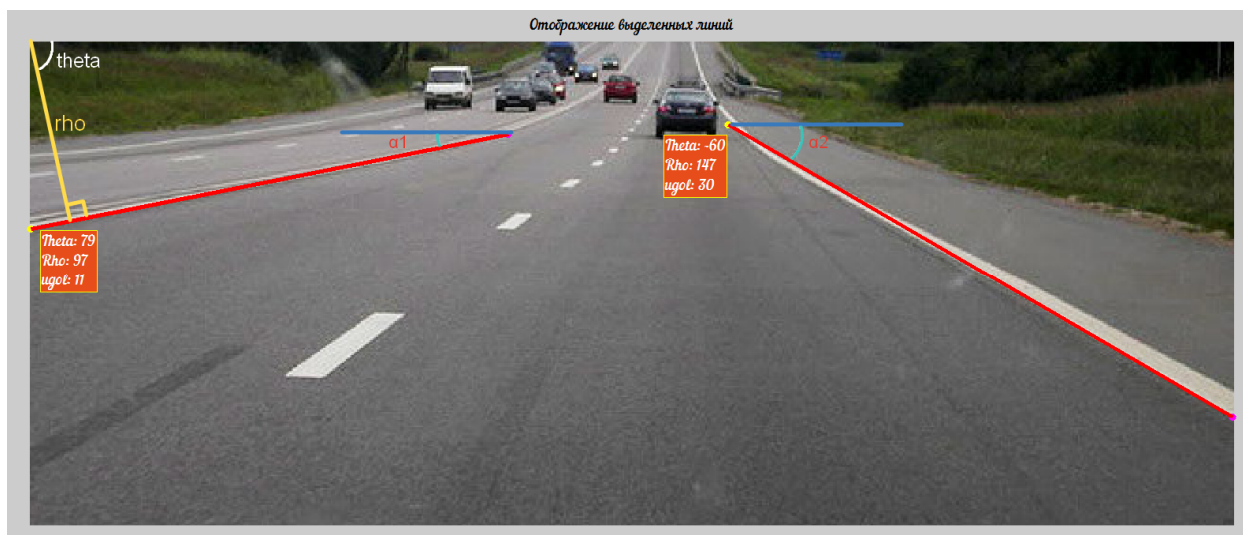 Отображение выделенных линий
theta
rho
α1
α2
Theta: -60
Rho: 147
ugol: 30
Theta: 79
Rho: 97
ugol: 11